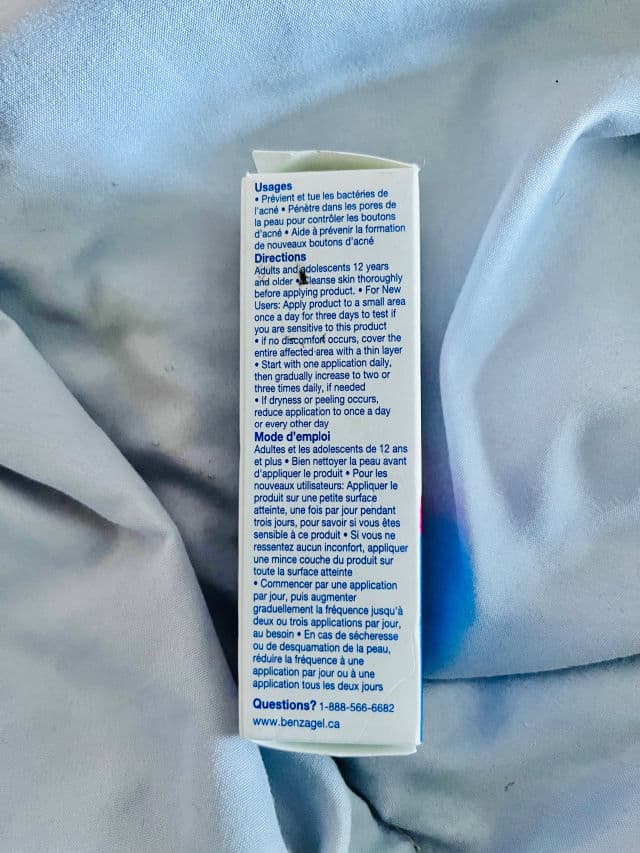 Usages
• Prévient et tue les bactéries de
l'acné • Pénètre dans les pores de
la peau pour contrôler les boutons
d'acné • Aide à prévenir la formation
de nouveaux boutons d'acné
Directions
Adults and adolescents 12 years
and older • Cleanse skin thoroughly
before applying product. • For New
Users: Apply product to a small area
once a day for three days to test if
you are sensitive to this product
• if no discomfort occurs, cover the
entire affected area with a thin layer
• Start with one application daily,
then gradually increase to two or
three times daily, if needed
• If dryness or peeling occurs,
reduce application to once a day
or every other day
Mode d'emploi
Adultes et les adolescents de 12 ans
et plus • Bien nettoyer la peau avant
d'appliquer le produit • Pour les
nouveaux utilisateurs: Appliquer le
produit sur une petite surface
atteinte, une fois par jour pendant
trois jours, pour savoir si vous êtes
sensible à ce produit • Si vous ne
ressentez aucun inconfort, appliquer
une mince couche du produit sur
toute la surface atteinte
• Commencer par une application
par jour, puis augmenter
graduellement la fréquence jusqu'à
deux ou trois applications par jour,
au besoin • En cas de sécheresse
ou de desquamation de la peau,
réduire la fréquence à une
application par jour ou à une
application tous les deux jours
Questions? 1-888-566-6682
www.benzagel.ca